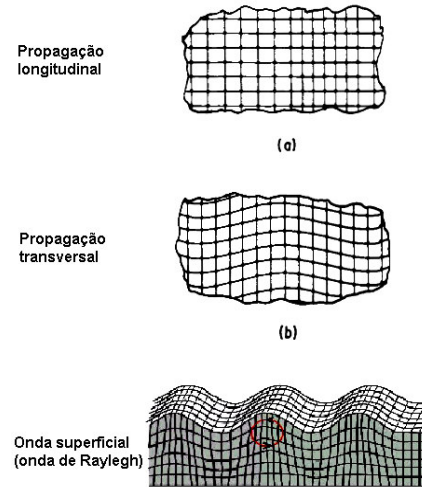 Propagação
longitudinal
(a)
Propagação
transversal
(b)
Onda superficial
(onda de Raylegh)